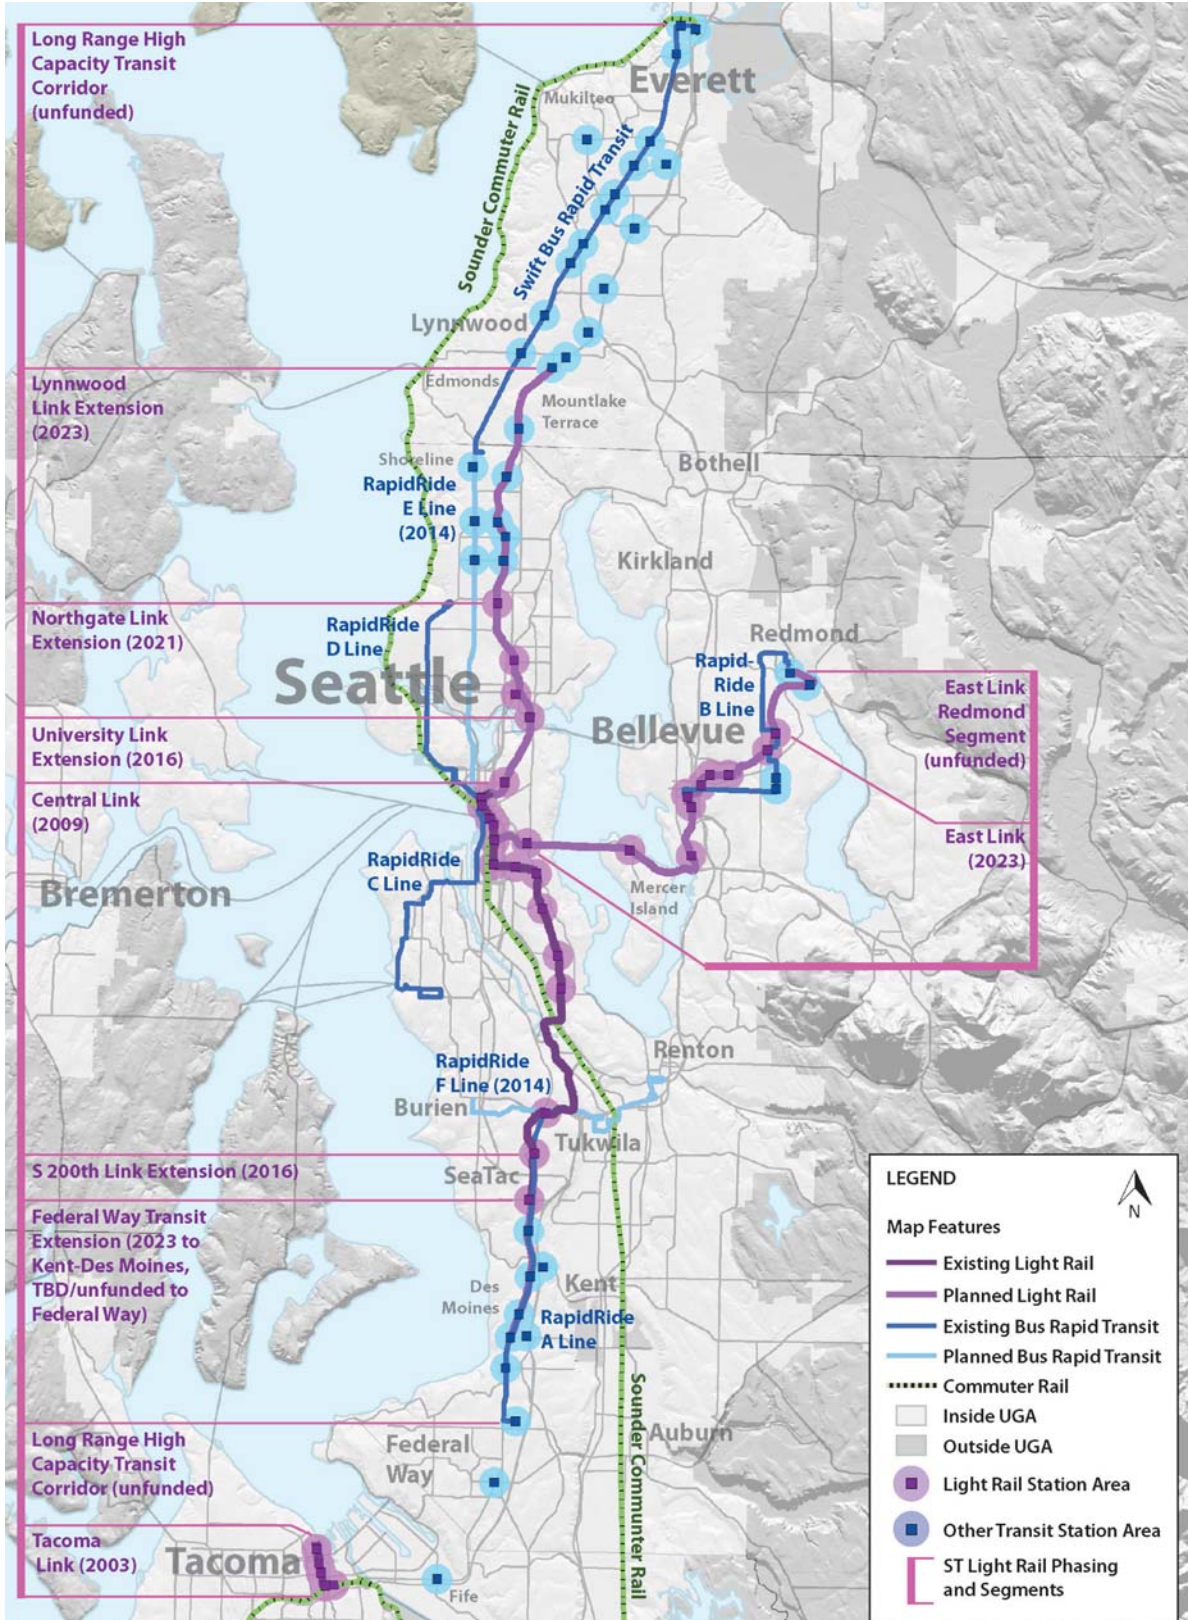 Long Range High
Capacity Transit
Corridor
(unfunded)
Everett
Mukilteo
Sounder Commuter Rail
Swift Bus Rapid Transit
Lynnwood
Edmonds
Lynnwood
Link Extension
(2023)
Mountlake
Terrace
Shoreline
Bothell
RapidRide
E Line
(2014)
Kirkland
Northgate Link
Extension (2021)
RapidRide
D Line
Seattle
Redmond
Rapid-
Ride
B Line
East Link
Redmond
Segment
(unfunded)
University Link
Extension (2016)
Bellevue
Central Link
(2009)
East Link
(2023)
RapidRide
C Line
Bremerton
Mercer
Island
Renton
RapidRide
F Line (2014)
Burien
Tukwila
S 200th Link Extension (2016)
SeaTac
Federal Way Transit
Extension (2023 to
Kent-Des Moines,
TBD/unfunded to
Federal Way)
Des
Moines
Kent
RapidRide
A Line
Sounder Communter Rail
Long Range High
Capacity Transit
Corridor (unfunded)
Federal
Way
Auburn
Tacoma
Link (2003)
Tacoma
Fife
LEGEND
N
Map Features
Existing Light Rail
Planned Light Rail
Existing Bus Rapid Transit
Planned Bus Rapid Transit
Commuter Rail
Inside UGA
Outside UGA
Light Rail Station Area
Other Transit Station Area
ST Light Rail Phasing
and Segments